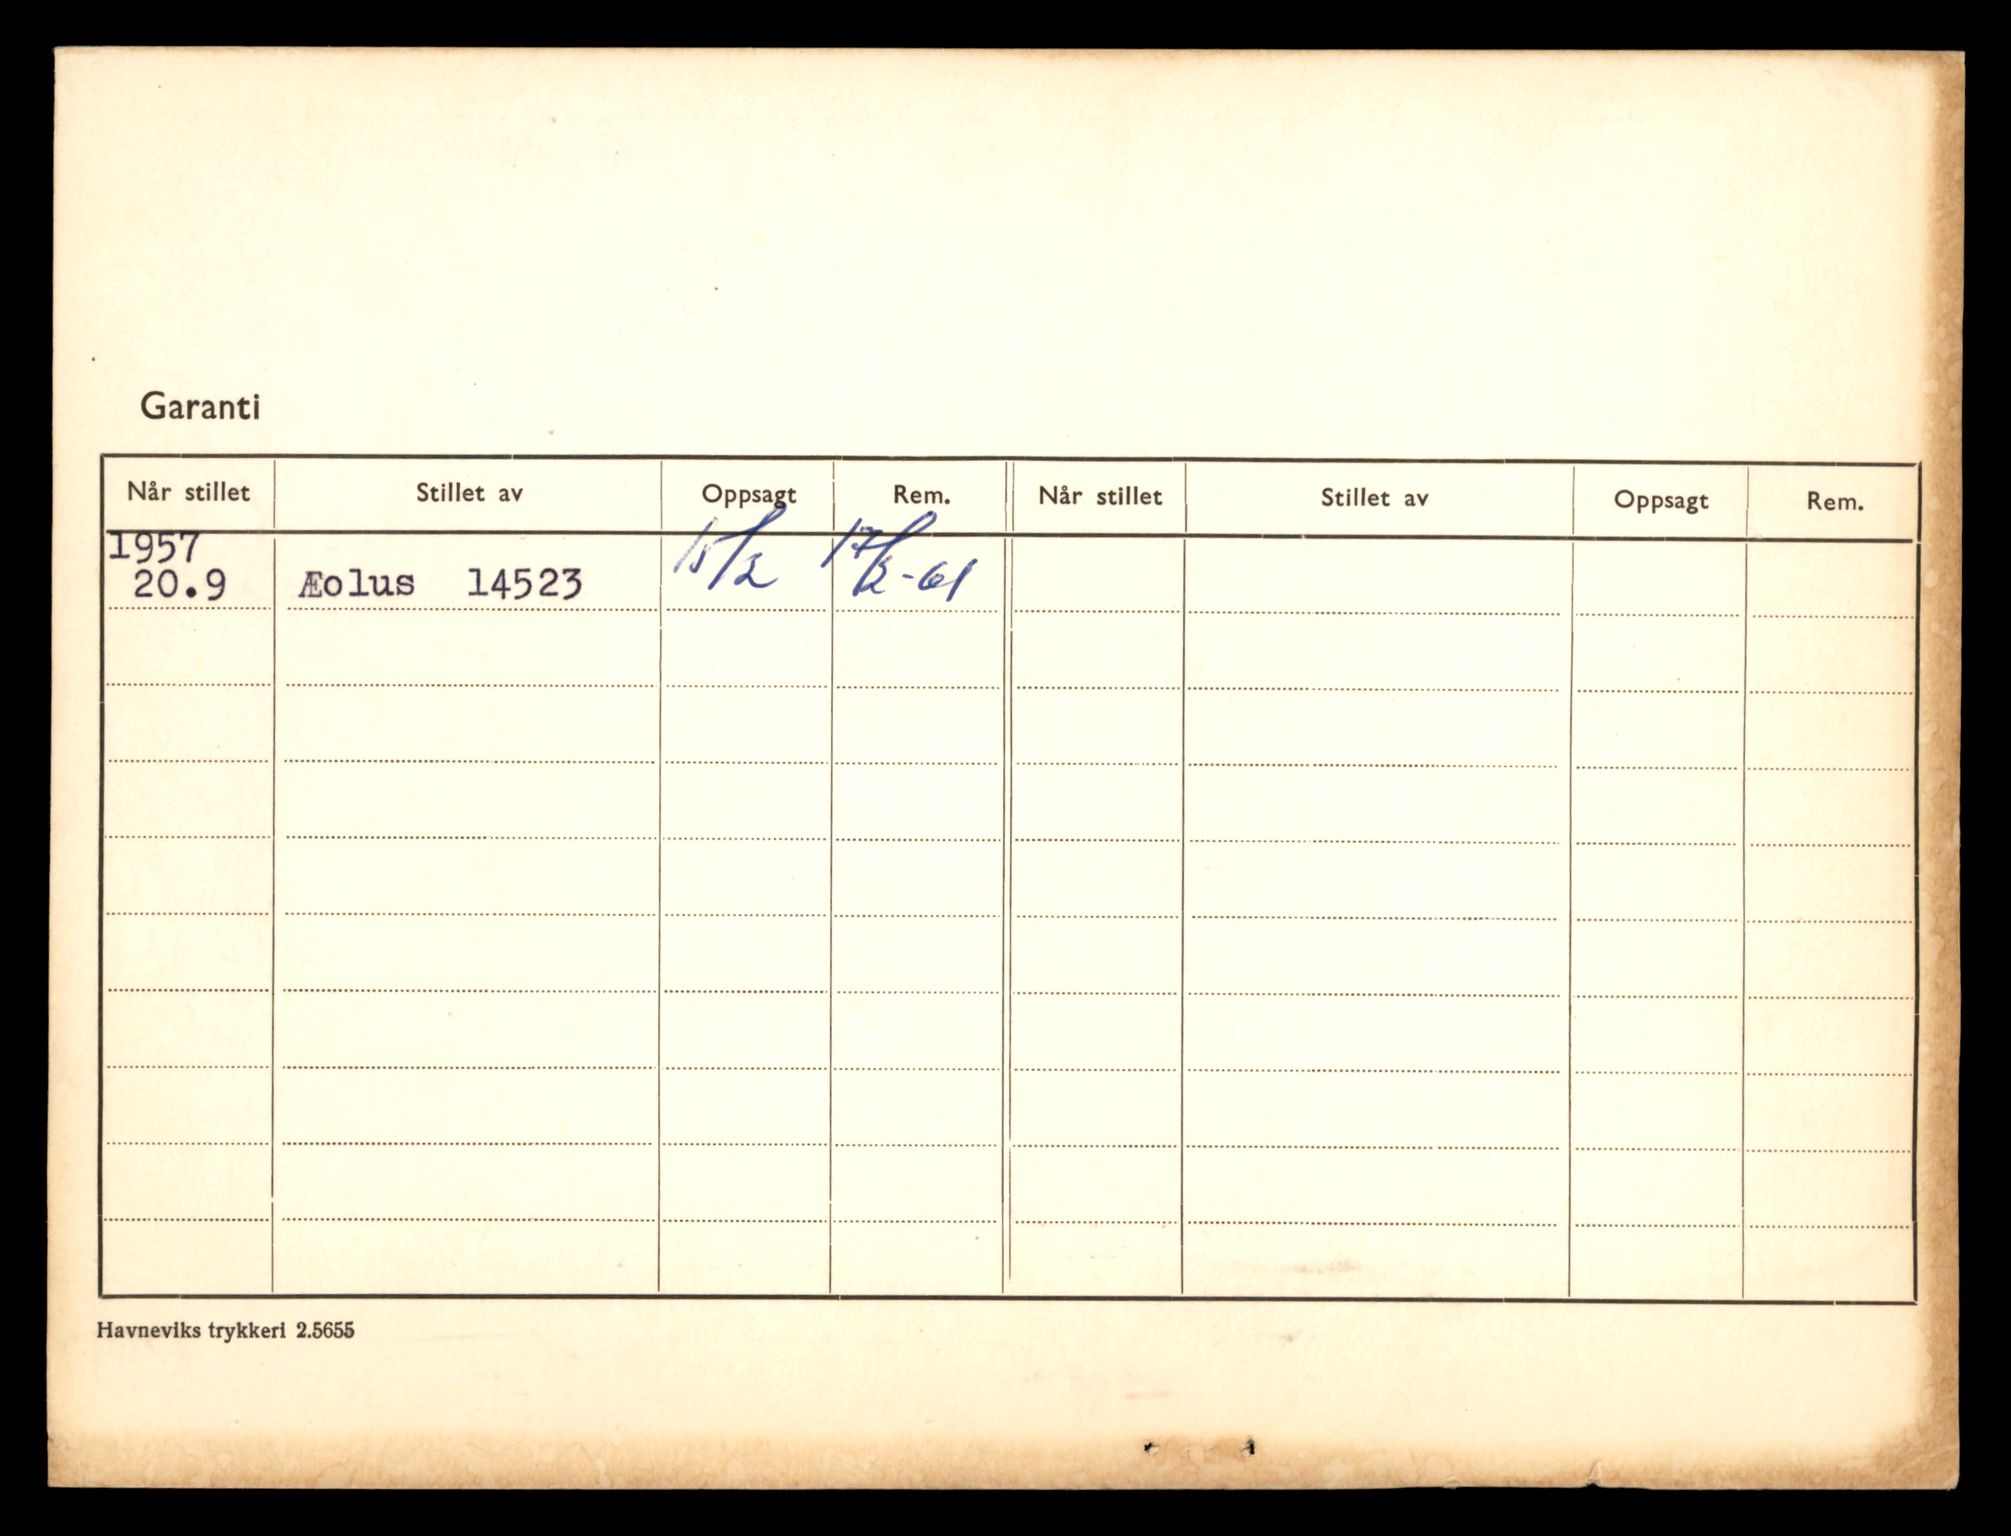 Garanti
Når stillet Stillet av Oppsagt Rem. Når stillet Stillet av Oppsagt Rem.
1957
20.9 Æolus 14523 15/2 17/2-61
Havneviks trykkeri 2.5655